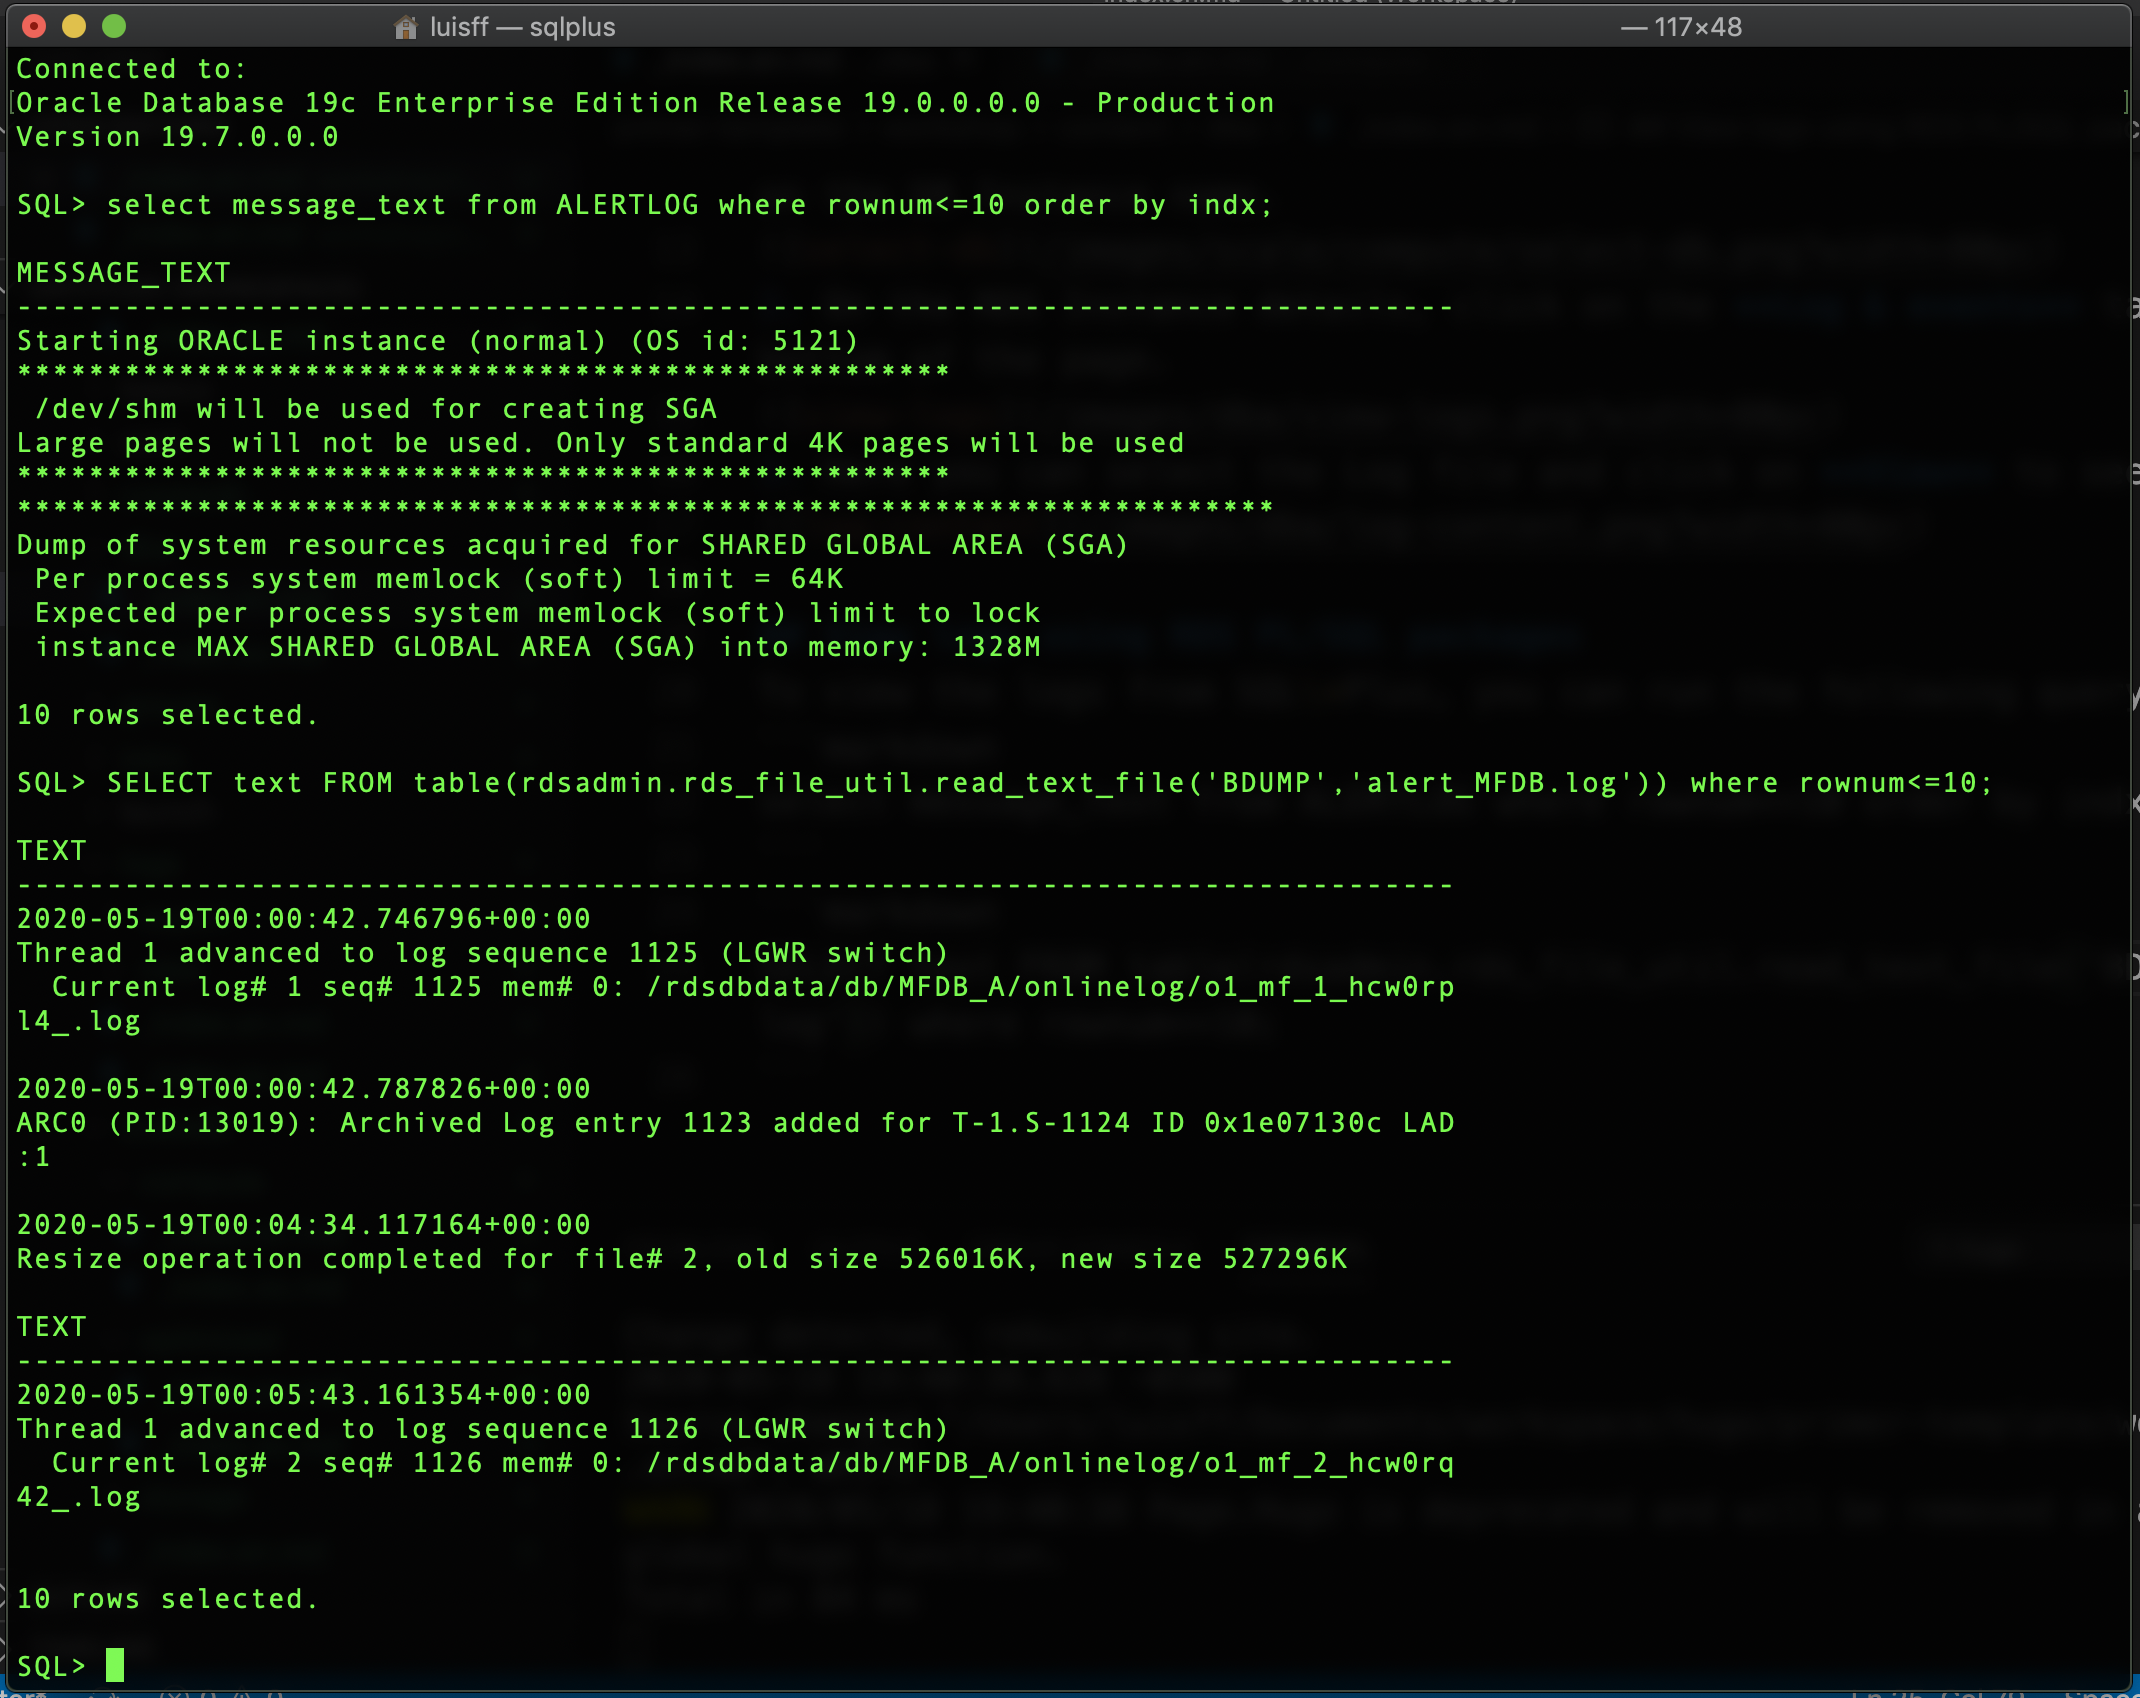 luisff — sqlplus — 117×48
Connected to:
Oracle Database 19c Enterprise Edition Release 19.0.0.0.0 - Production
Version 19.7.0.0.0
SQL> select message_text from ALERTLOG where rownum<=10 order by indx;
MESSAGE_TEXT
--------------------------------------------------------------------------------
Starting ORACLE instance (normal) (OS id: 5121)
****************************************************
 /dev/shm will be used for creating SGA
Large pages will not be used. Only standard 4K pages will be used
****************************************************
**********************************************************************
Dump of system resources acquired for SHARED GLOBAL AREA (SGA)
 Per process system memlock (soft) limit = 64K
 Expected per process system memlock (soft) limit to lock
 instance MAX SHARED GLOBAL AREA (SGA) into memory: 1328M
10 rows selected.
SQL> SELECT text FROM table(rdsadmin.rds_file_util.read_text_file('BDUMP','alert_MFDB.log')) where rownum<=10;
TEXT
--------------------------------------------------------------------------------
2020-05-19T00:00:42.746796+00:00
Thread 1 advanced to log sequence 1125 (LGWR switch)
  Current log# 1 seq# 1125 mem# 0: /rdsdbdata/db/MFDB_A/onlinelog/o1_mf_1_hcw0rp
l4_.log
2020-05-19T00:00:42.787826+00:00
ARC0 (PID:13019): Archived Log entry 1123 added for T-1.S-1124 ID 0x1e07130c LAD
:1
2020-05-19T00:04:34.117164+00:00
Resize operation completed for file# 2, old size 526016K, new size 527296K
TEXT
--------------------------------------------------------------------------------
2020-05-19T00:05:43.161354+00:00
Thread 1 advanced to log sequence 1126 (LGWR switch)
  Current log# 2 seq# 1126 mem# 0: /rdsdbdata/db/MFDB_A/onlinelog/o1_mf_2_hcw0rq
42_.log
10 rows selected.
SQL>